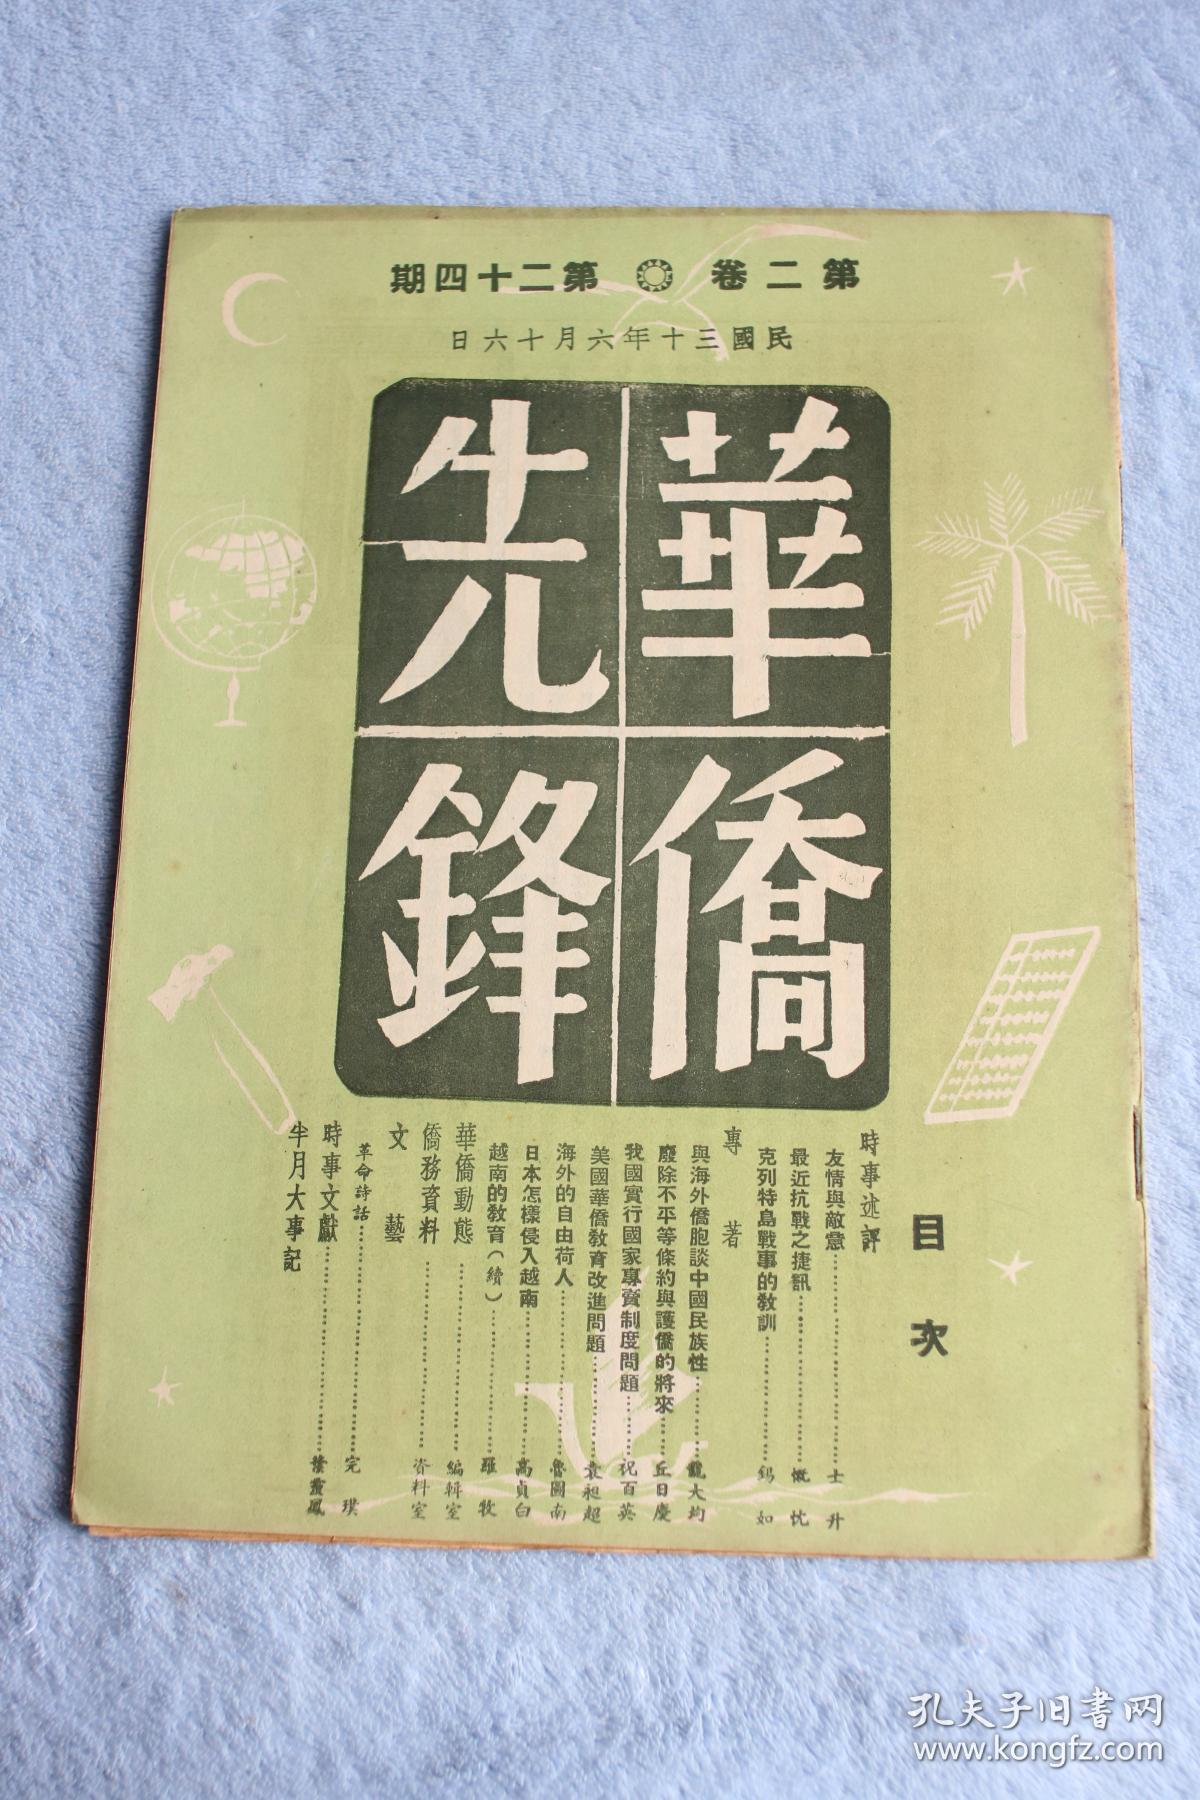 第二卷 第二十四期
民國三十年六月十六日
華僑
先鋒
目次
時事述評
友情與敵意 士升
最近抗戰之捷訊 慨忱
克列特島戰事的教訓 錫如
專著
與海外僑胞談中國民族性 戴大均
廢除不平等條約與護僑的將來 丘日慶
我國實行國家專賣制度問題 祝百英
美國華僑教育改進問題 袁昶超
海外的自由荷人 魯圖南
日本怎樣侵入越南 高貞白
越南的教育(續) 羅牧
華僑動態 編輯室
僑務資料 資料室
文藝
革命詩話 完璞
時事文獻
半月大事記
孔夫子旧书网
www.kongfz.com